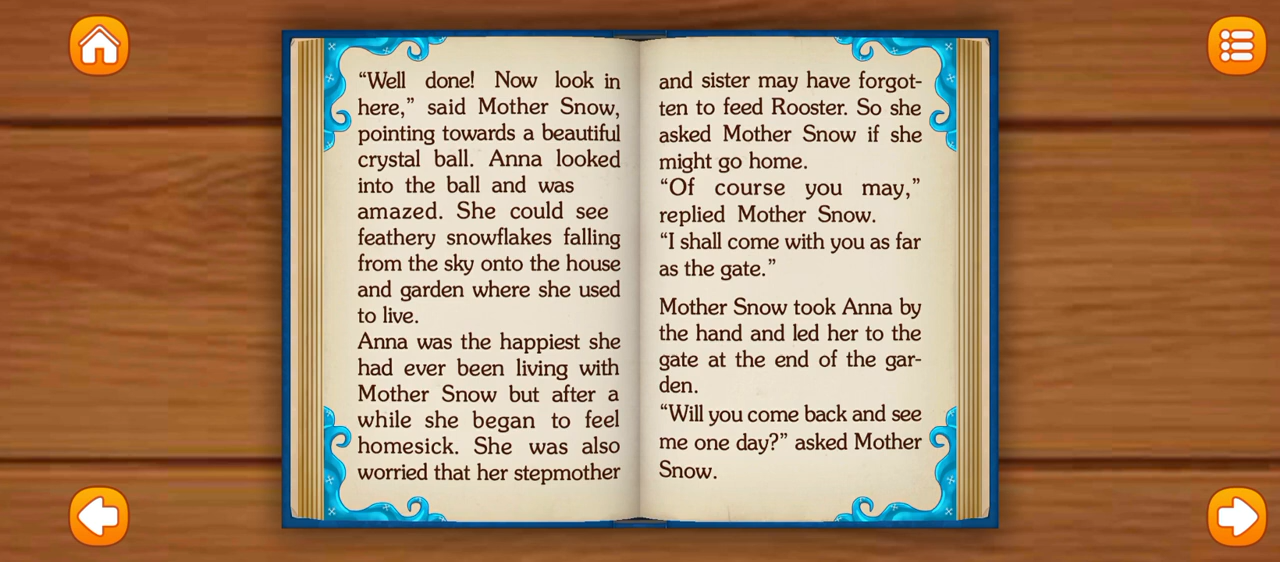 “Well done! Now look in
here,” said Mother Snow,
pointing towards a beautiful
crystal ball. Anna looked
into the ball and was
amazed. She could see
feathery snowflakes falling
from the sky onto the house
and garden where she used
to live.
Anna was the happiest she
had ever been living with
Mother Snow but after a
while she began to feel
homesick. She was also
worried that her stepmother
and sister may have forgot-
ten to feed Rooster. So she
asked Mother Snow if she
might go home.
“Of course you may,”
replied Mother Snow.
“I shall come with you as far
as the gate.”
Mother Snow took Anna by
the hand and led her to the
gate at the end of the gar-
den.
“Will you come back and see
me one day?” asked Mother
Snow.